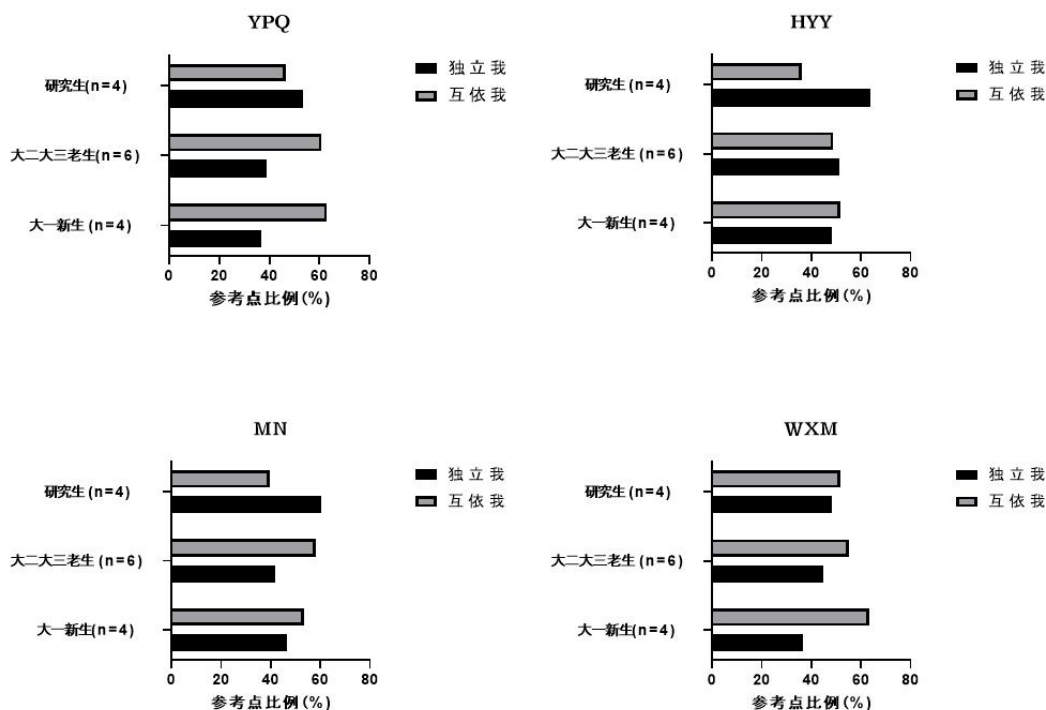 YPQ
研究生(n=4)
大二大三老生(n=6)
大一新生 (n=4)
0 20 40 60 80
参考点比例(%)
独立我
互依我
HYY
研究生(n=4)
大二大三老生(n=6)
大一新生(n=4)
0 20 40 60 80
参考点比例(%)
独立我
互依我
MN
研究生 (n=4)
大二大三老生 (n=6)
大一新生(n=4)
0 20 40 60 80
参考点比例(%)
独立我
互依我
WXM
研究生(n=4)
大二大三老生(n=6)
大一新生(n=4)
0 20 40 60 80
参考点比例(%)
独立我
互依我